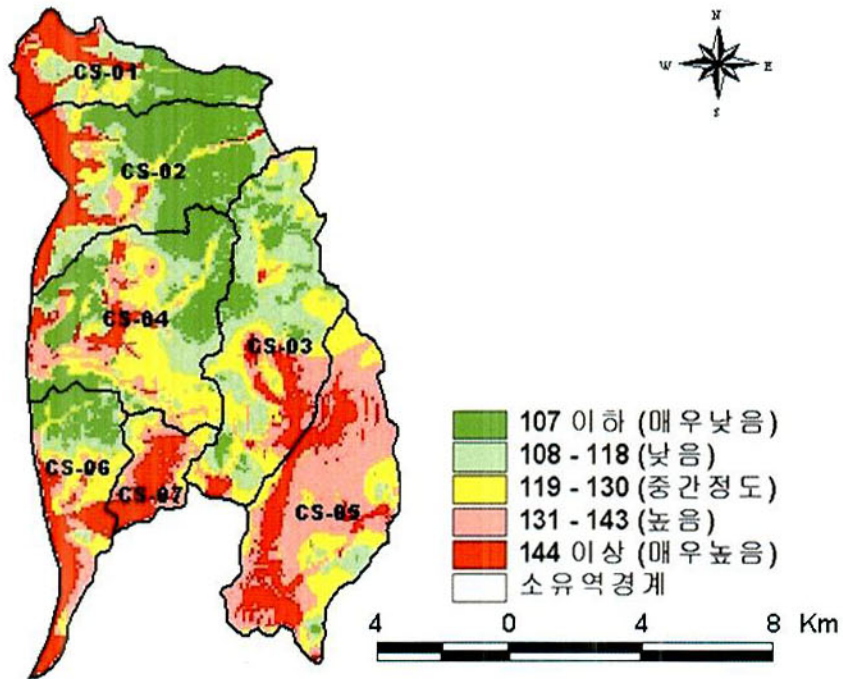 N
W E
S
CS-01
CS-02
CS-03
CS-04
CS-05
CS-06
CS-07
107 이하 (매우낮음)
108 - 118 (낮음)
119 - 130 (중간정도)
131 - 143 (높음)
144 이상 (매우높음)
소유역경계
4 0 4 8 Km